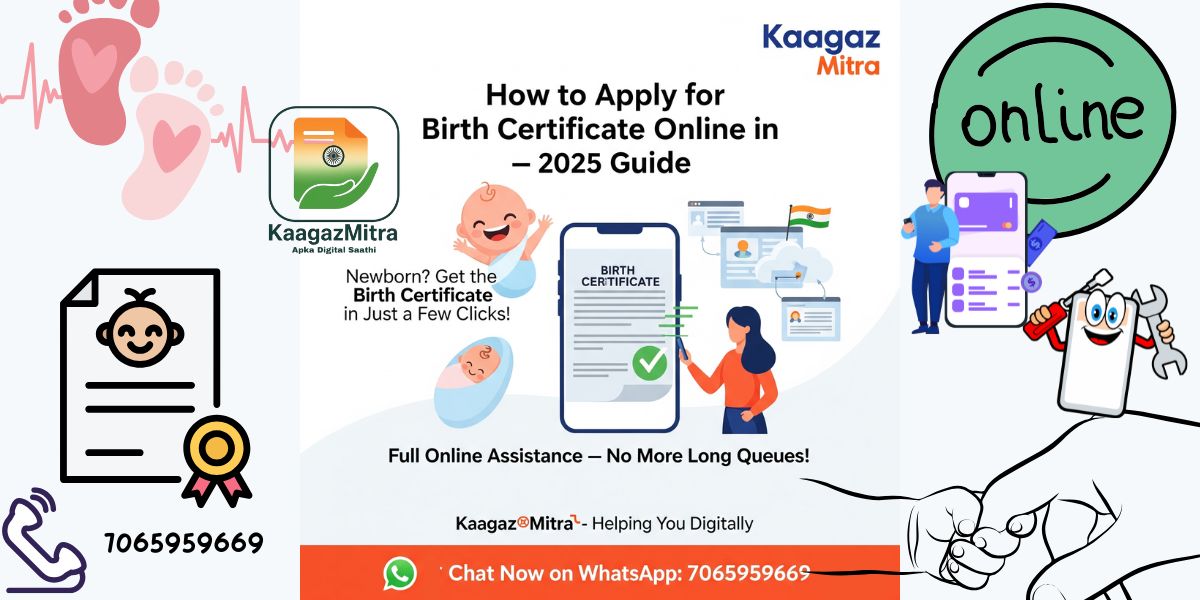 Kaagaz
Mitra
How to Apply for
Birth Certificate Online in
– 2025 Guide
online
KaagazMitra
Apka Digital Saathi
Newborn? Get the
Birth Certificate
in Just a Few Clicks!
BIRTH
CERTIFICATE
Full Online Assistance – No More Long Queues!
Kaagaz®Mitra - Helping You Digitally
7065959669
Chat Now on WhatsApp: 7065959669